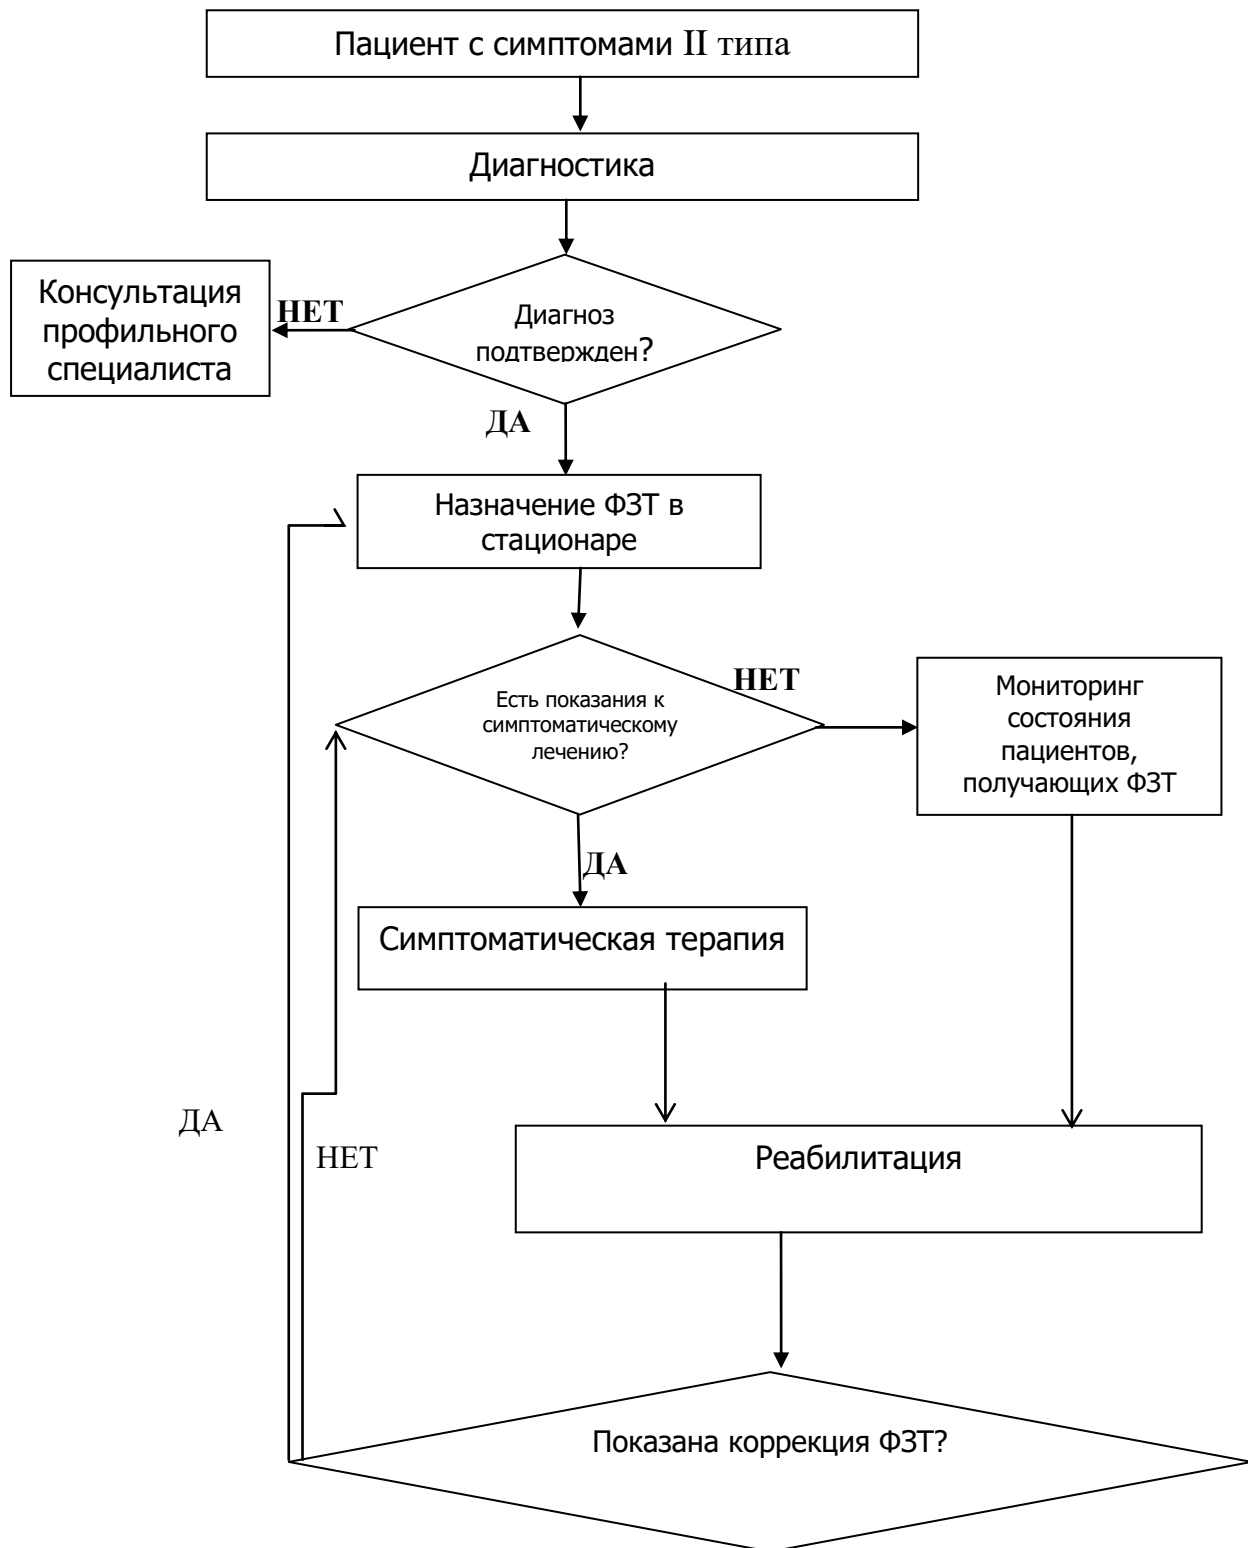 Пациент с симптомами II типа
Диагностика
Консультация
профильного
специалиста
НЕТ
Диагноз
подтвержден?
ДА
Назначение ФЗТ в
стационаре
Есть показания к
симптоматическому
лечению?
НЕТ
Мониторинг
состояния
пациентов,
получающих ФЗТ
ДА
Симптоматическая терапия
ДА
НЕТ
Реабилитация
Показана коррекция ФЗТ?